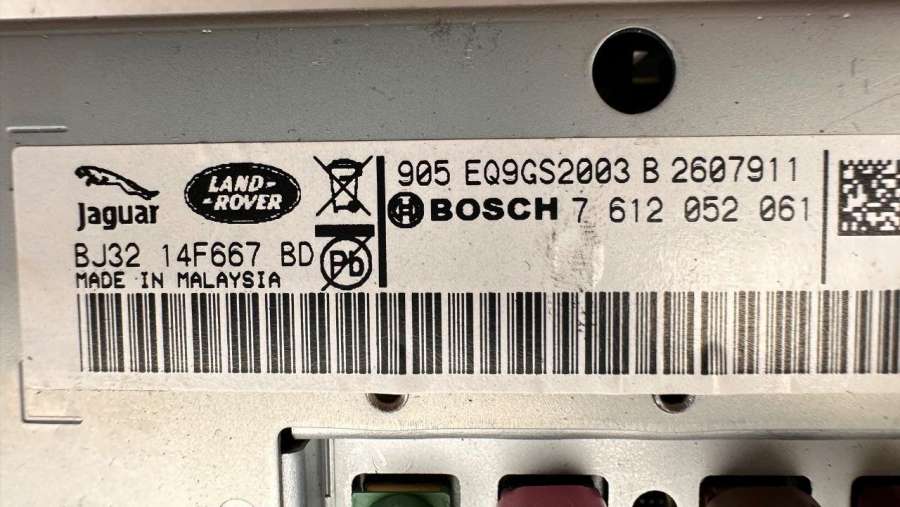 Jaguar
LAND-
-ROVER
BJ32 14F667 BD
MADE IN MALAYSIA
Pb
905 EQ9GS2003 B 2607911
BOSCH 7 612 052 061